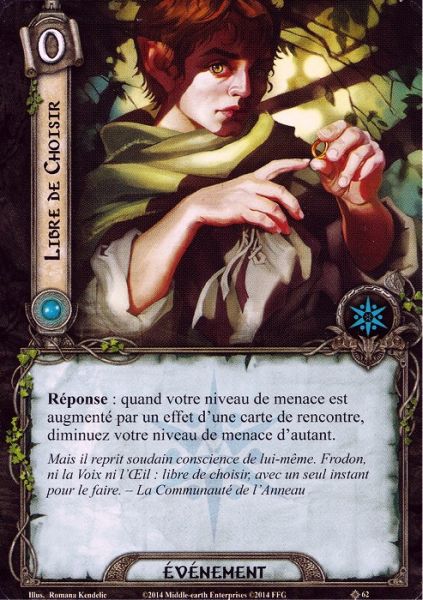 0
LIBRE DE CHOISIR
Réponse : quand votre niveau de menace est
augmenté par un effet d'une carte de rencontre,
diminuez votre niveau de menace d'autant.
Mais il reprit soudain conscience de lui-même. Frodon,
ni la Voix ni l'Œil : libre de choisir, avec un seul instant
pour le faire. – La Communauté de l'Anneau
ÉVÉNEMENT
Illus. Romana Kendelic ©2014 Middle-earth Enterprises ©2014 FFG 62